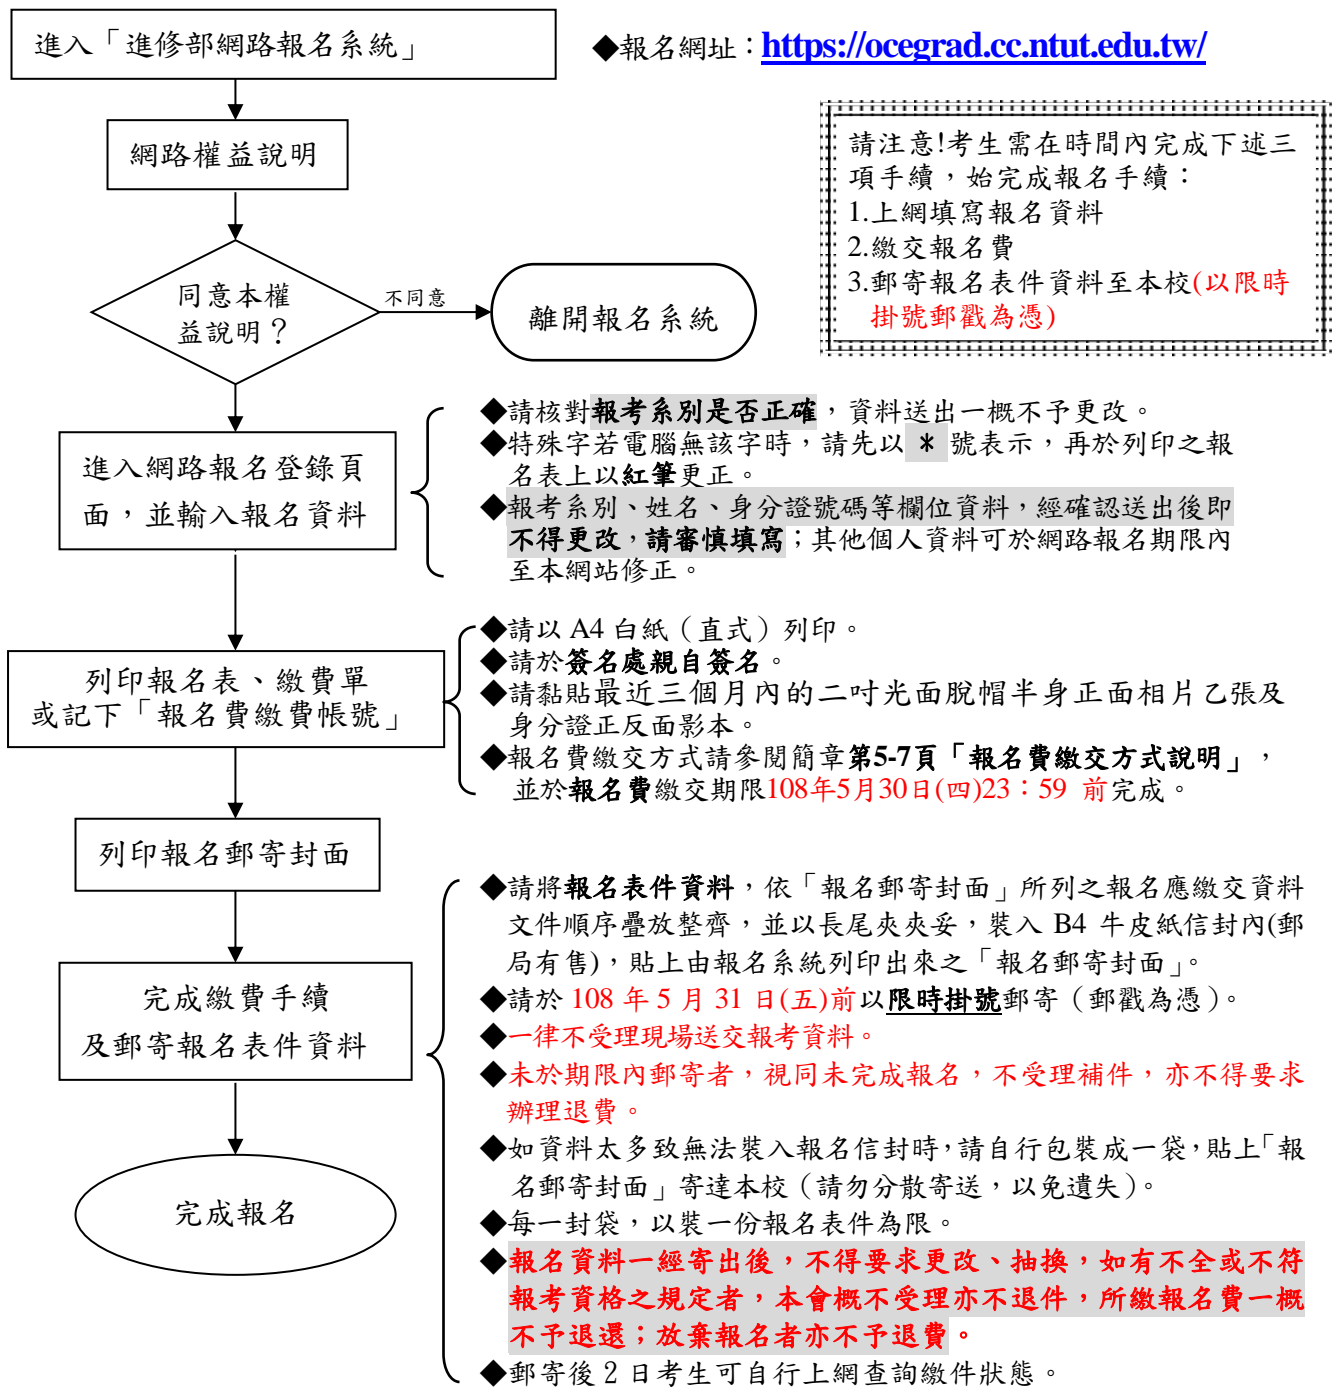 進入「進修部網路報名系統」
◆報名網址：https://ocegrad.cc.ntut.edu.tw/
網路權益說明
請注意!考生需在時間內完成下述三
項手續，始完成報名手續：
1.上網填寫報名資料
2.繳交報名費
3.郵寄報名表件資料至本校(以限時
掛號郵戳為憑)
同意本權
益說明？
不同意
離開報名系統
進入網路報名登錄頁
面，並輸入報名資料
◆請核對報考系別是否正確，資料送出一概不予更改。
◆特殊字若電腦無該字時，請先以 * 號表示，再於列印之報
名表上以紅筆更正。
◆報考系別、姓名、身分證號碼等欄位資料，經確認送出後即
不得更改，請審慎填寫；其他個人資料可於網路報名期限內
至本網站修正。
列印報名表、繳費單
或記下「報名費繳費帳號」
◆請以 A4 白紙（直式）列印。
◆請於簽名處親自簽名。
◆請黏貼最近三個月內的二吋光面脫帽半身正面相片乙張及
身分證正反面影本。
◆報名費繳交方式請參閱簡章第5-7頁「報名費繳交方式說明」，
並於報名費繳交期限108年5月30日(四)23：59 前完成。
列印報名郵寄封面
完成繳費手續
及郵寄報名表件資料
◆請將報名表件資料，依「報名郵寄封面」所列之報名應繳交資料
文件順序疊放整齊，並以長尾夾夾妥，裝入 B4 牛皮紙信封內(郵
局有售)，貼上由報名系統列印出來之「報名郵寄封面」。
◆請於 108 年 5 月 31 日(五)前以限時掛號郵寄（郵戳為憑）。
◆一律不受理現場送交報考資料。
◆未於期限內郵寄者，視同未完成報名，不受理補件，亦不得要求
辦理退費。
◆如資料太多致無法裝入報名信封時，請自行包裝成一袋，貼上「報
名郵寄封面」寄達本校（請勿分散寄送，以免遺失）。
◆每一封袋，以裝一份報名表件為限。
◆報名資料一經寄出後，不得要求更改、抽換，如有不全或不符
報考資格之規定者，本會概不受理亦不退件，所繳報名費一概
不予退還；放棄報名者亦不予退費。
◆郵寄後 2 日考生可自行上網查詢繳件狀態。
完成報名